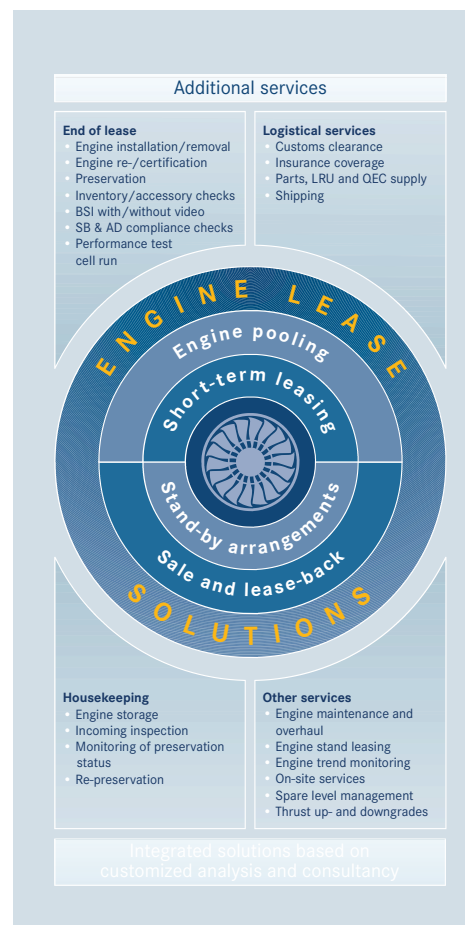 Additional services
End of lease
• Engine installation/removal
• Engine re-/certification
• Preservation
• Inventory/accessory checks
• BSI with/without video
• SB & AD compliance checks
• Performance test
cell run
Logistical services
• Customs clearance
• Insurance coverage
• Parts, LRU and QEC supply
• Shipping
ENGINE LEASE
Engine pooling
Short-term leasing
Stand-by arrangements
Sale and lease-back
SOLUTIONS
Housekeeping
• Engine storage
• Incoming inspection
• Monitoring of preservation
status
• Re-preservation
Other services
• Engine maintenance and
overhaul
• Engine stand leasing
• Engine trend monitoring
• On-site services
• Spare level management
• Thrust up- and downgrades
Integrated solutions based on
customized analysis and consultancy